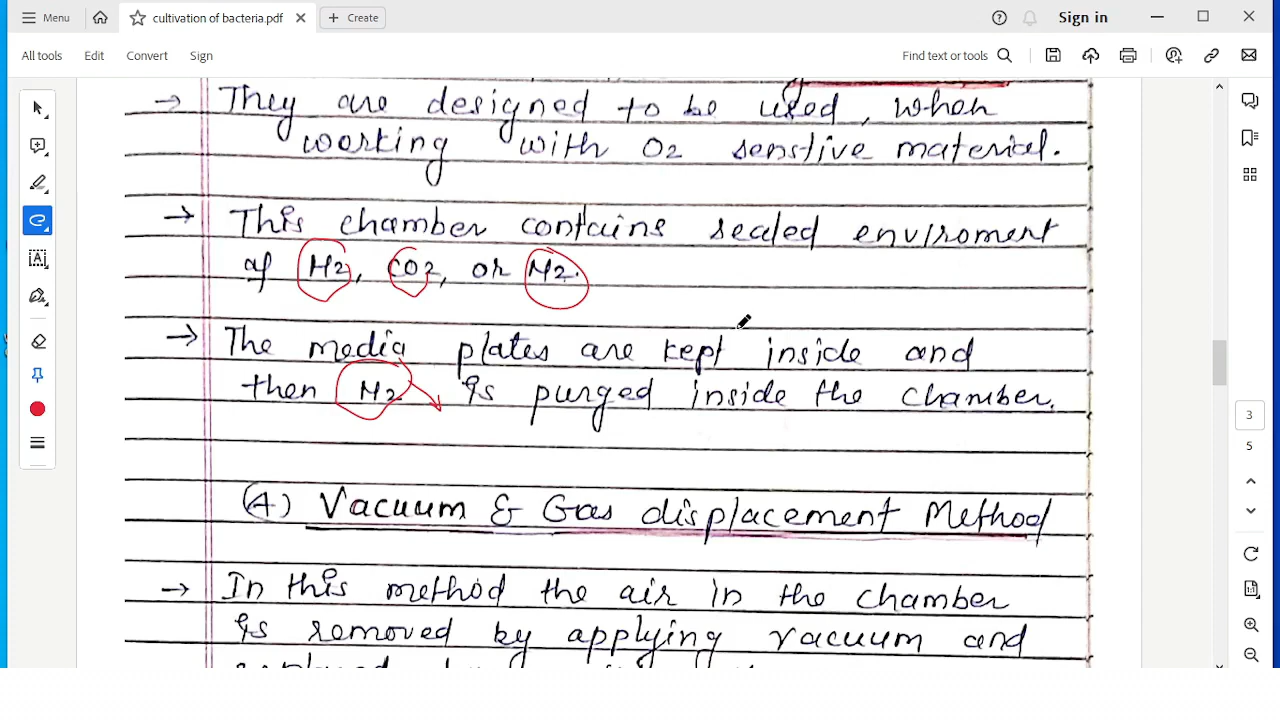 Menu
cultivation of bacteria.pdf
Create
Sign in
All tools Edit Convert Sign
Find text or tools
→ They are designed to be used, when
working with O2 senstive material.
→ This chamber contains sealed enviroment
of H2, CO2, or N2.
→ The media plates are kept inside and
then N2 is purged inside the chamber.
(A) Vacuum & Gas displacement Method
→ In this method the air in the chamber
is removed by applying vacuum and
3
5